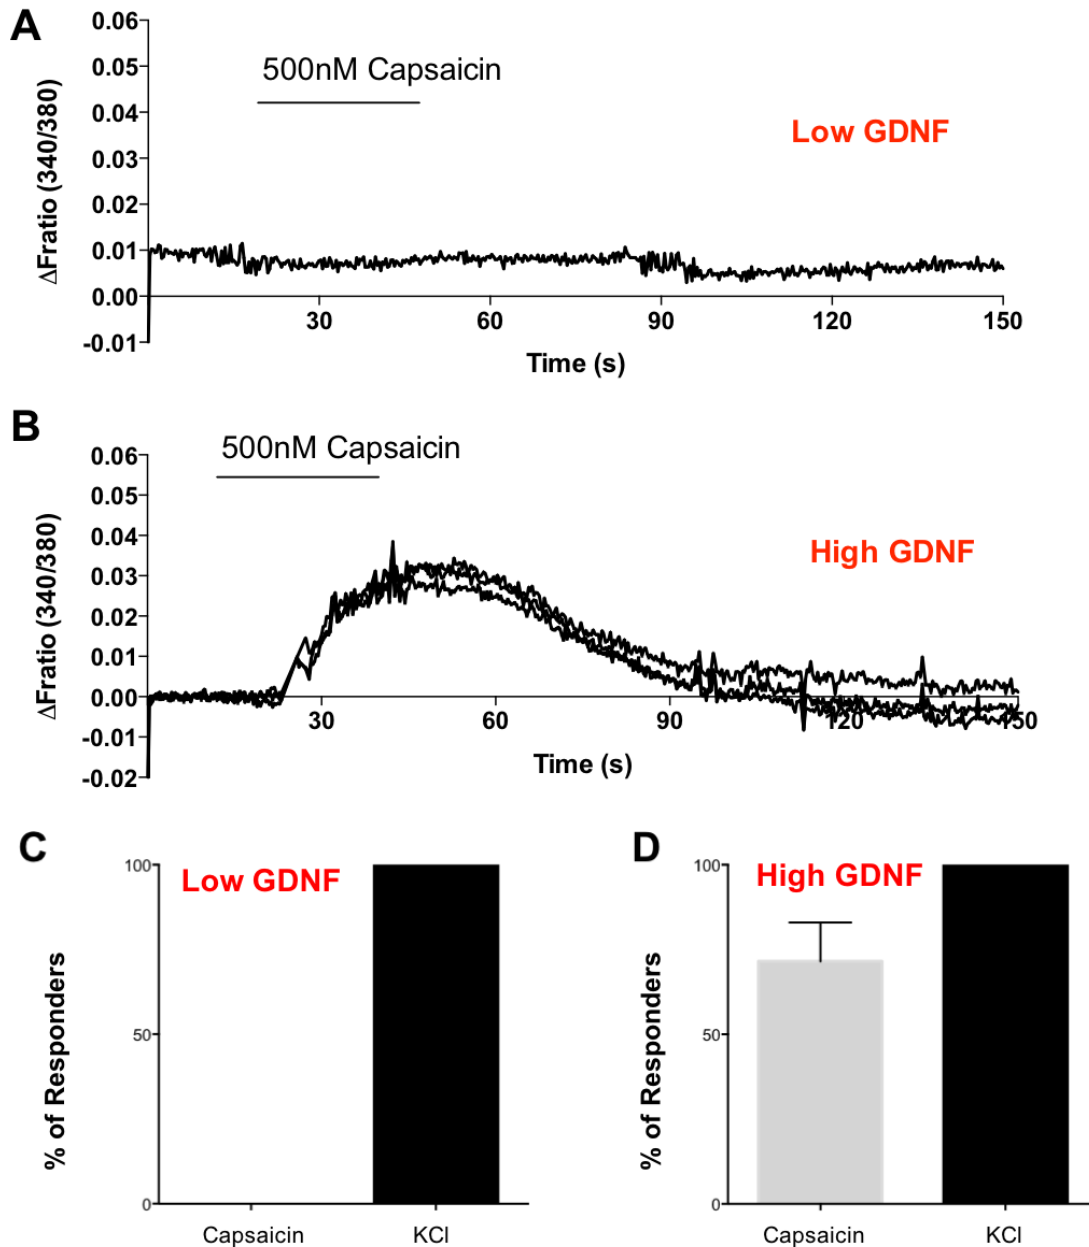 A
0.06
0.05
0.04
0.03
0.02
0.01
0.00
-0.01
ΔFratio (340/380)
500nM Capsaicin
Low GDNF
30 60 90 120 150
Time (s)
B
0.06
0.05
0.04
0.03
0.02
0.01
0.00
-0.01
-0.02
ΔFratio (340/380)
500nM Capsaicin
High GDNF
30 60 90 120 150
Time (s)
C
100
50
0
% of Responders
Low GDNF
Capsaicin KCl
D
100
50
0
% of Responders
High GDNF
Capsaicin KCl